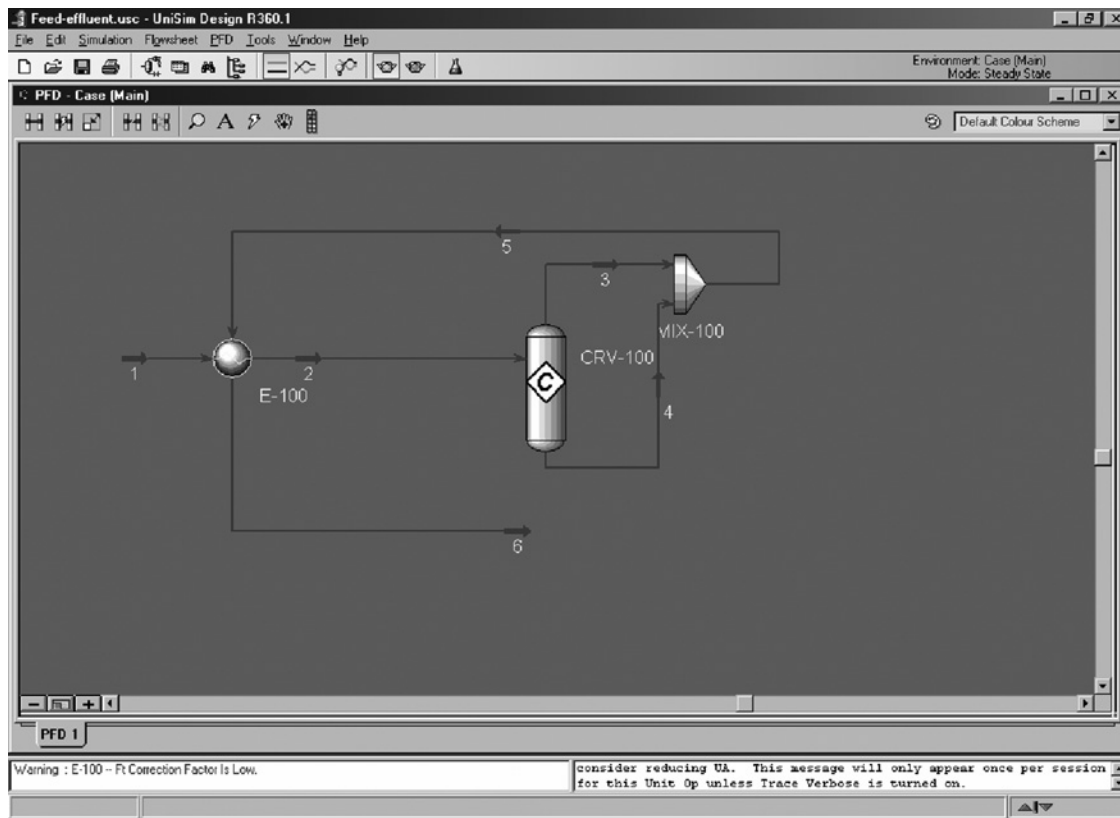 Feed-effluent.usc - UniSim Design R360.1
File Edit Simulation Flowsheet PFD Tools Window Help
Environment: Case (Main)
Mode: Steady State
PFD - Case (Main)
A
Default Colour Scheme
5
3
MIX-100
1
E-100
2
CRV-100
C
4
6
PFD 1
Warning : E-100 -- Ft Correction Factor Is Low.
consider reducing UA. This message will only appear once per session
for this Unit Op unless Trace Verbose is turned on.